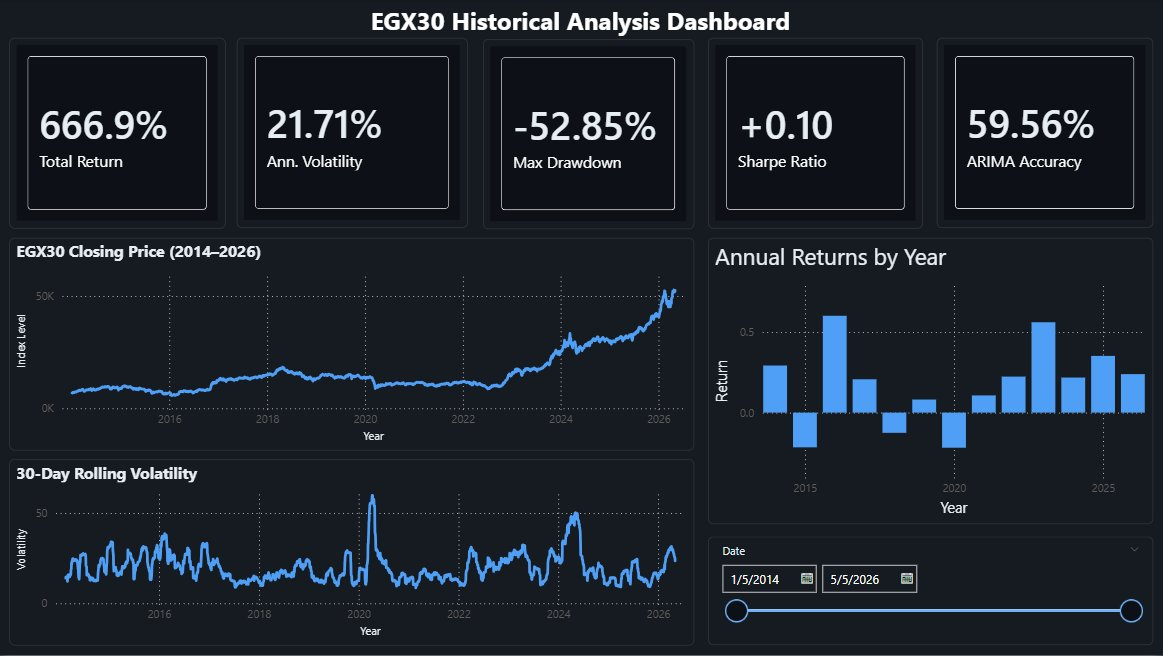 EGX30 Historical Analysis Dashboard
666.9%
Total Return
21.71%
Ann. Volatility
-52.85%
Max Drawdown
+0.10
Sharpe Ratio
59.56%
ARIMA Accuracy
EGX30 Closing Price (2014–2026)
Index Level
50K
0K
2016 2018 2020 2022 2024 2026
Year
Annual Returns by Year
Return
0.5
0.0
2015 2020 2025
Year
30-Day Rolling Volatility
Volatility
50
0
2016 2018 2020 2022 2024 2026
Year
Date
1/5/2014 5/5/2026